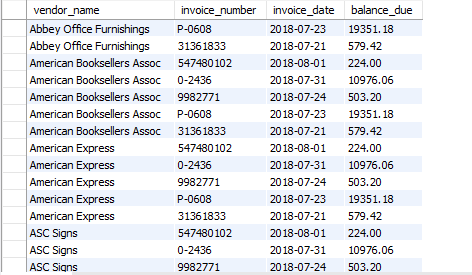 vendor_name invoice_number invoice_date balance_due
Abbey Office Furnishings P-0608 2018-07-23 19351.18
Abbey Office Furnishings 31361833 2018-07-21 579.42
American Booksellers Assoc 547480102 2018-08-01 224.00
American Booksellers Assoc 0-2436 2018-07-31 10976.06
American Booksellers Assoc 9982771 2018-07-24 503.20
American Booksellers Assoc P-0608 2018-07-23 19351.18
American Booksellers Assoc 31361833 2018-07-21 579.42
American Express 547480102 2018-08-01 224.00
American Express 0-2436 2018-07-31 10976.06
American Express 9982771 2018-07-24 503.20
American Express P-0608 2018-07-23 19351.18
American Express 31361833 2018-07-21 579.42
ASC Signs 547480102 2018-08-01 224.00
ASC Signs 0-2436 2018-07-31 10976.06
ASC Signs 9982771 2018-07-24 503.20